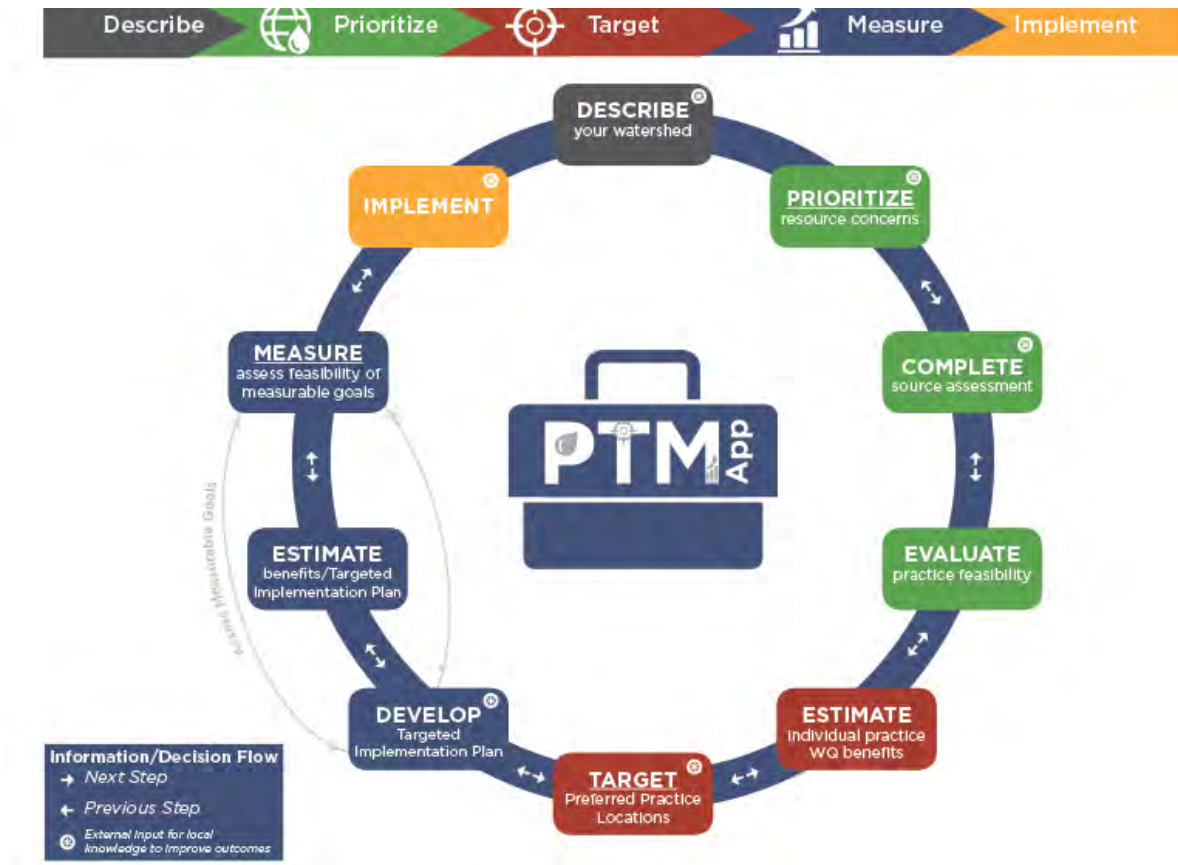 Describe
Prioritize
Target
Measure
Implement
DESCRIBE
your watershed
PRIORITIZE
resource concerns
COMPLETE
source assessment
EVALUATE
practice feasibility
ESTIMATE
individual practice
WQ benefits
TARGET
Preferred Practice
Locations
DEVELOP
Targeted
Implementation Plan
ESTIMATE
benefits/Targeted
Implementation Plan
MEASURE
assess feasibility of
measurable goals
IMPLEMENT
Measurable Goals
PTM
App
Information/Decision Flow
Next Step
Previous Step
External input for local
knowledge to improve outcomes